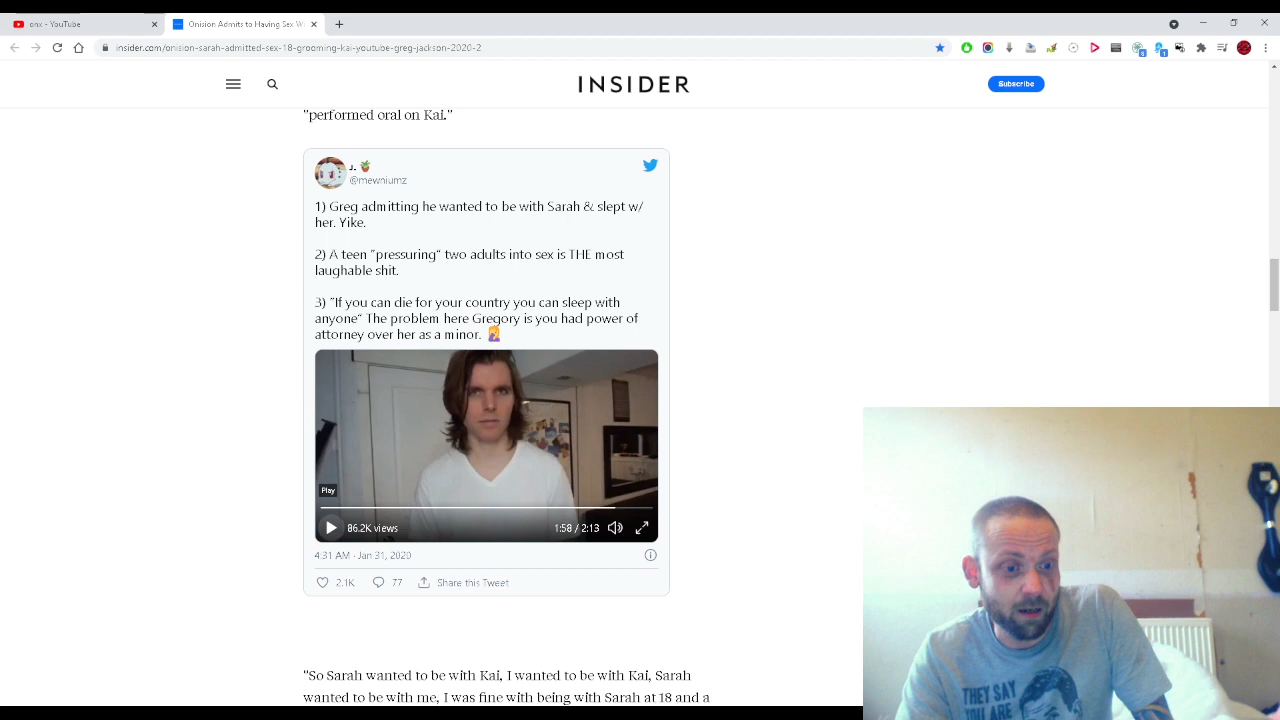 onx - YouTube
Onision Admits to Having Sex W
insider.com/onision-sarah-admitted-sex-18-grooming-kai-youtube-greg-jackson-2020-2
INSIDER
Subscribe
"performed oral on Kai."
J. 🪴
@mewniumz
1) Greg admitting he wanted to be with Sarah & slept w/
her. Yike.
2) A teen "pressuring" two adults into sex is THE most
laughable shit.
3) "If you can die for your country you can sleep with
anyone" The problem here Gregory is you had power of
attorney over her as a minor. 🤦‍♀️
Play
86.2K views
1:58 / 2:13
4:31 AM · Jan 31, 2020
2.1K
77
Share this Tweet
"So Sarah wanted to be with Kai, I wanted to be with Kai, Sarah
wanted to be with me, I was fine with being with Sarah at 18 and a
THEY SAY
YOU ARE